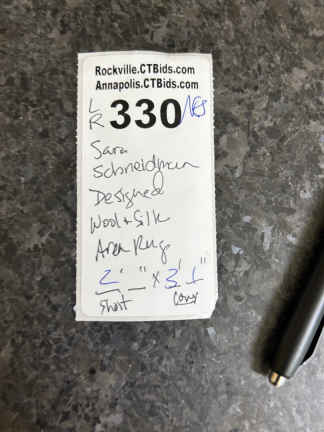 Rockville.CTBids.com
Annapolis.CTBids.com
LR 330
Sara
Schneidman
Designed
Wool + Silk
Area Rug
2' _" x 3' 1"
short long